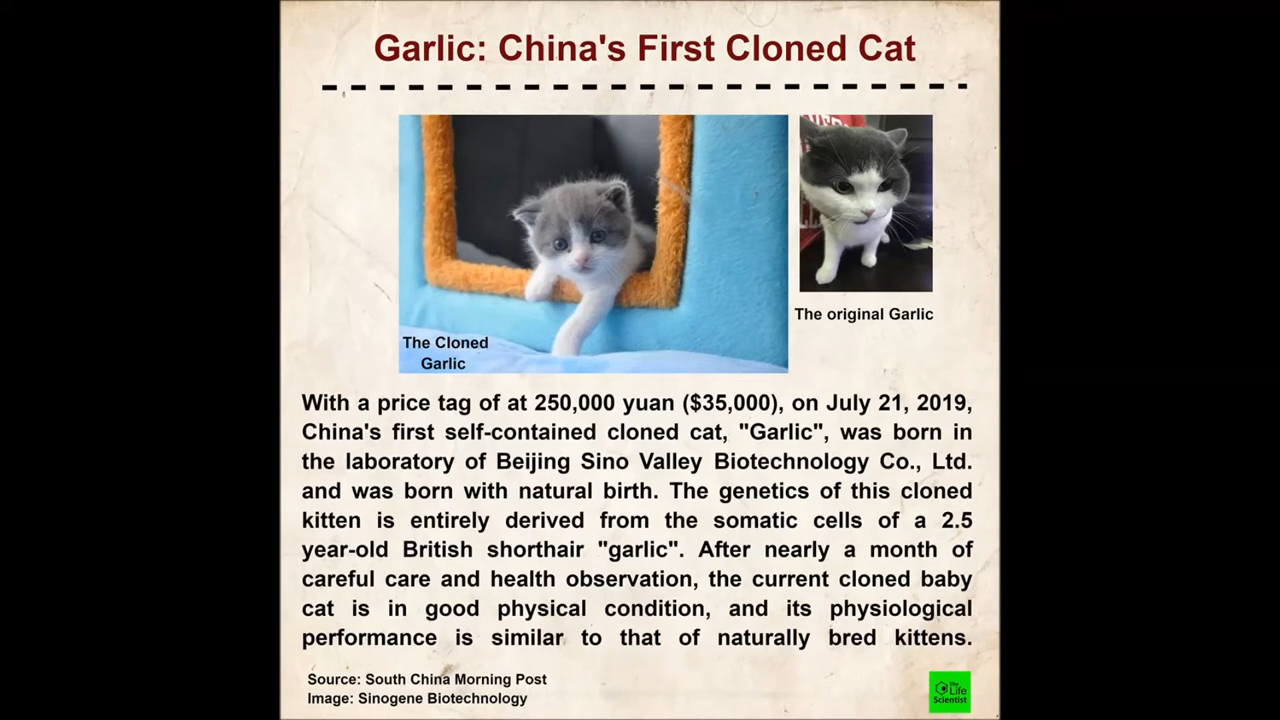 Garlic: China's First Cloned Cat
The Cloned
Garlic
The original Garlic
With a price tag of at 250,000 yuan ($35,000), on July 21, 2019,
China's first self-contained cloned cat, "Garlic", was born in
the laboratory of Beijing Sino Valley Biotechnology Co., Ltd.
and was born with natural birth. The genetics of this cloned
kitten is entirely derived from the somatic cells of a 2.5
year-old British shorthair "garlic". After nearly a month of
careful care and health observation, the current cloned baby
cat is in good physical condition, and its physiological
performance is similar to that of naturally bred kittens.
Source: South China Morning Post
Image: Sinogene Biotechnology
The
Life
Scientist